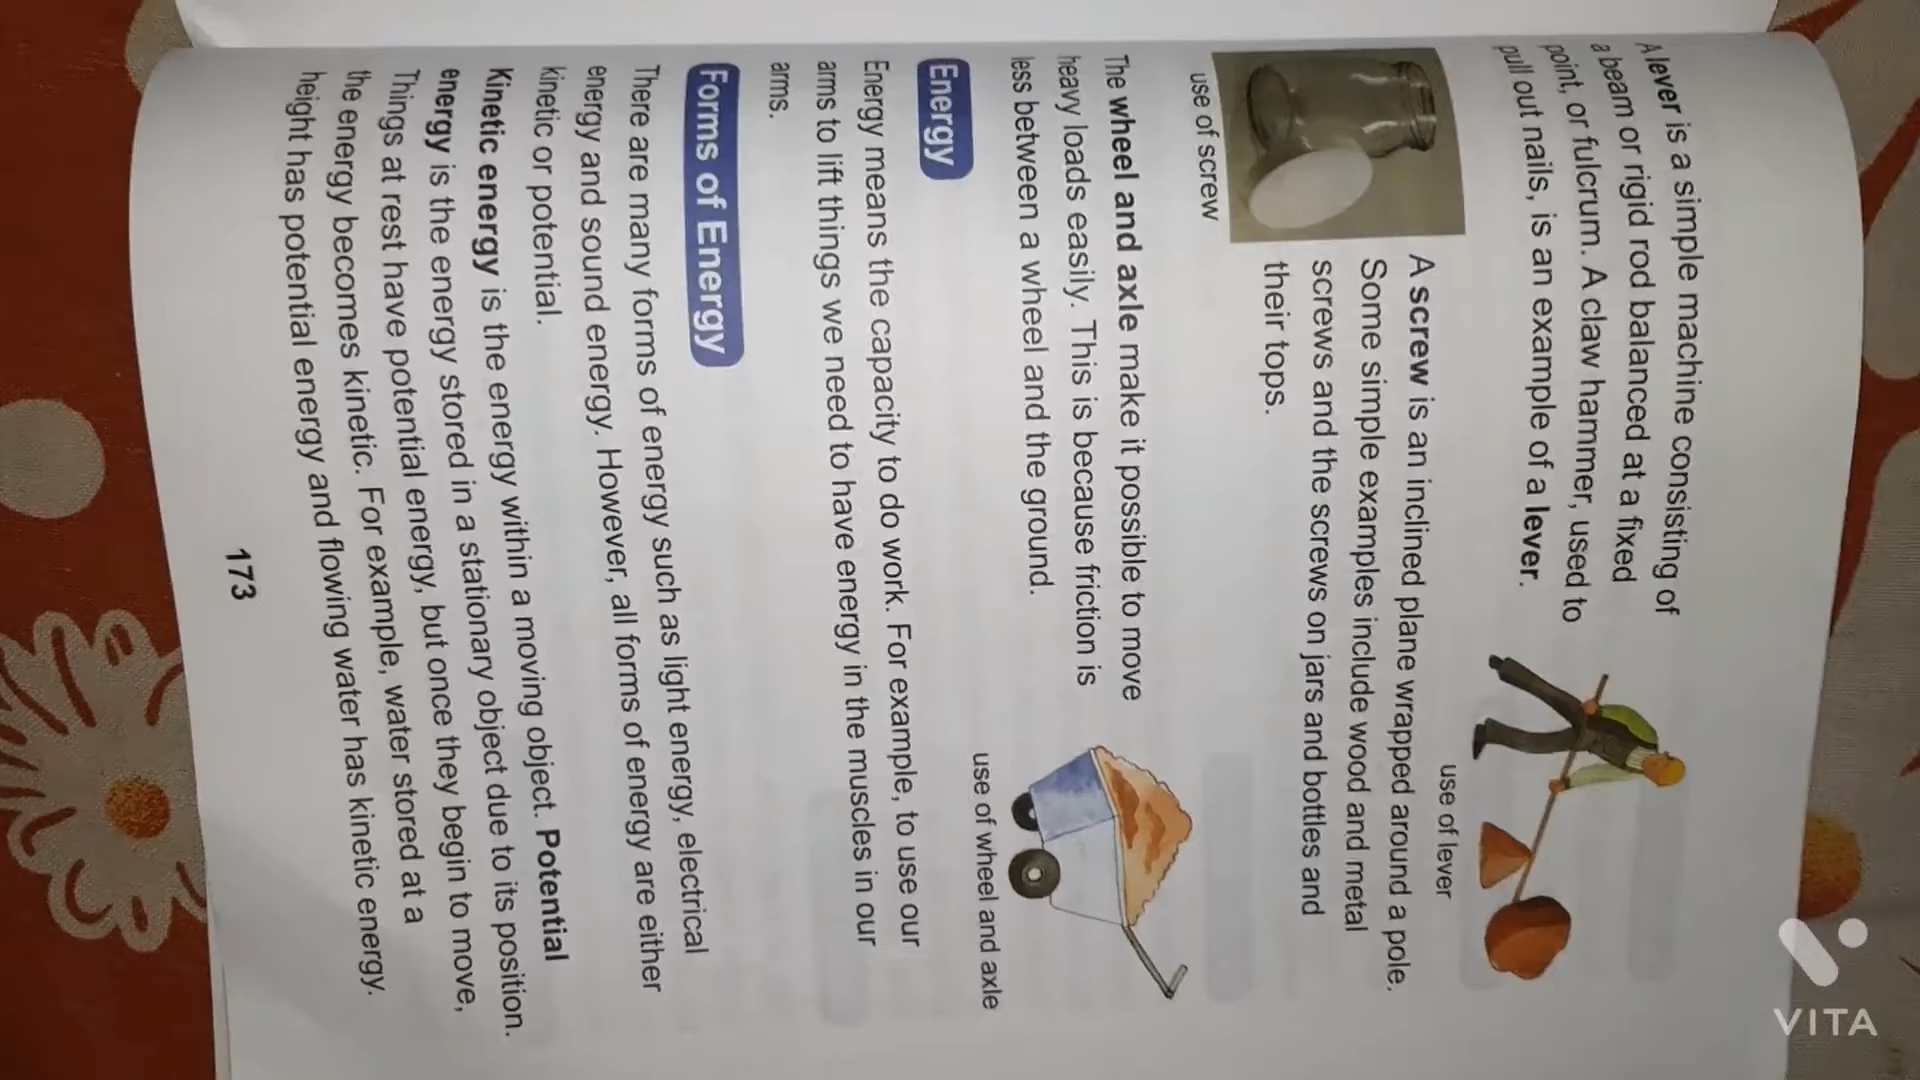 A lever is a simple machine consisting of
a beam or rigid rod balanced at a fixed
point, or fulcrum. A claw hammer, used to
pull out nails, is an example of a lever.
use of lever
A screw is an inclined plane wrapped around a pole.
Some simple examples include wood and metal
screws and the screws on jars and bottles and
their tops.
use of screw
The wheel and axle make it possible to move
heavy loads easily. This is because friction is
less between a wheel and the ground.
use of wheel and axle
Energy
Energy means the capacity to do work. For example, to use our
arms to lift things we need to have energy in the muscles in our
arms.
Forms of Energy
There are many forms of energy such as light energy, electrical
energy and sound energy. However, all forms of energy are either
kinetic or potential.
Kinetic energy is the energy within a moving object. Potential
energy is the energy stored in a stationary object due to its position.
Things at rest have potential energy, but once they begin to move,
the energy becomes kinetic. For example, water stored at a
height has potential energy and flowing water has kinetic energy.
173
VITA